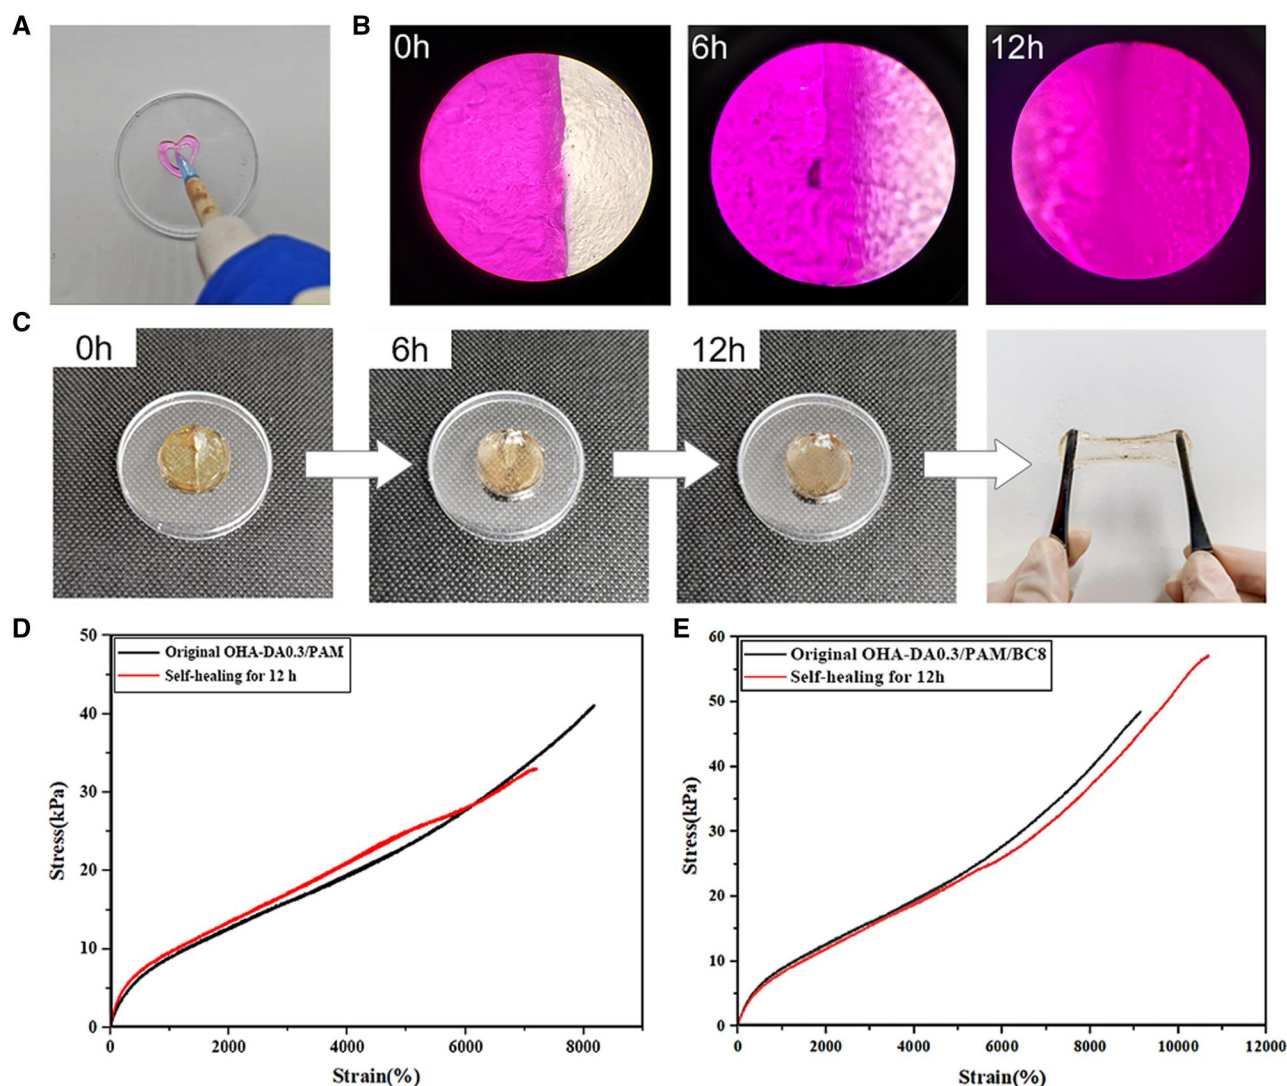 A
B
0h
6h
12h
C
0h
6h
12h
D
Original OHA-DA0.3/PAM
Self-healing for 12 h
Stress(kPa)
50
40
30
20
10
0
0
2000
4000
6000
8000
Strain(%)
E
Original OHA-DA0.3/PAM/BC8
Self-healing for 12h
Stress(kPa)
60
50
40
30
20
10
0
0
2000
4000
6000
8000
10000
12000
Strain(%)